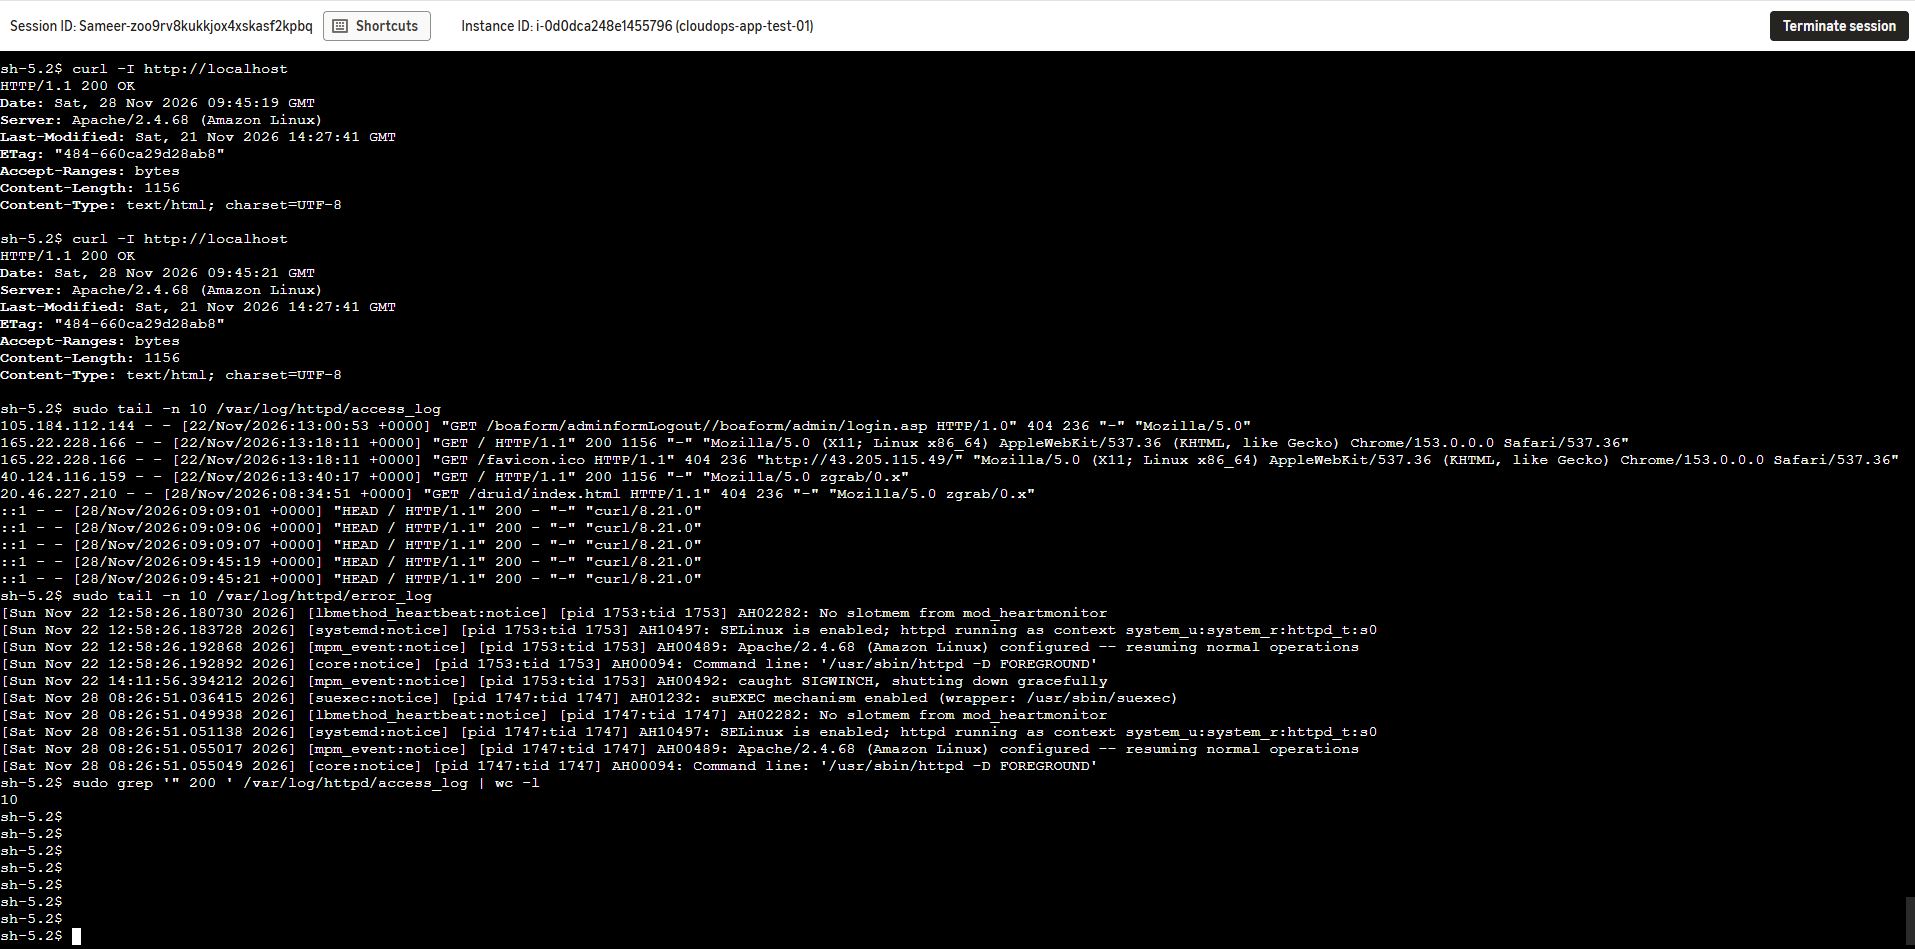 Session ID: Sameer-zoo9rv8kukkjox4xskasf2kpbq Shortcuts Instance ID: i-0d0dca248e1455796 (cloudops-app-test-01) Terminate session
sh-5.2$ curl -I http://localhost
HTTP/1.1 200 OK
Date: Sat, 28 Nov 2026 09:45:19 GMT
Server: Apache/2.4.68 (Amazon Linux)
Last-Modified: Sat, 21 Nov 2026 14:27:41 GMT
ETag: "484-660ca29d28ab8"
Accept-Ranges: bytes
Content-Length: 1156
Content-Type: text/html; charset=UTF-8
sh-5.2$ curl -I http://localhost
HTTP/1.1 200 OK
Date: Sat, 28 Nov 2026 09:45:21 GMT
Server: Apache/2.4.68 (Amazon Linux)
Last-Modified: Sat, 21 Nov 2026 14:27:41 GMT
ETag: "484-660ca29d28ab8"
Accept-Ranges: bytes
Content-Length: 1156
Content-Type: text/html; charset=UTF-8
sh-5.2$ sudo tail -n 10 /var/log/httpd/access_log
105.184.112.144 - - [22/Nov/2026:13:00:53 +0000] "GET /boaform/adminformLogout//boaform/admin/login.asp HTTP/1.0" 404 236 "-" "Mozilla/5.0"
165.22.228.166 - - [22/Nov/2026:13:18:11 +0000] "GET / HTTP/1.1" 200 1156 "-" "Mozilla/5.0 (X11; Linux x86_64) AppleWebKit/537.36 (KHTML, like Gecko) Chrome/153.0.0.0 Safari/537.36"
165.22.228.166 - - [22/Nov/2026:13:18:11 +0000] "GET /favicon.ico HTTP/1.1" 404 236 "http://43.205.115.49/" "Mozilla/5.0 (X11; Linux x86_64) AppleWebKit/537.36 (KHTML, like Gecko) Chrome/153.0.0.0 Safari/537.36"
40.124.116.159 - - [22/Nov/2026:13:40:17 +0000] "GET / HTTP/1.1" 200 1156 "-" "Mozilla/5.0 zgrab/0.x"
20.46.227.210 - - [28/Nov/2026:08:34:51 +0000] "GET /druid/index.html HTTP/1.1" 404 236 "-" "Mozilla/5.0 zgrab/0.x"
::1 - - [28/Nov/2026:09:09:01 +0000] "HEAD / HTTP/1.1" 200 - "-" "curl/8.21.0"
::1 - - [28/Nov/2026:09:09:06 +0000] "HEAD / HTTP/1.1" 200 - "-" "curl/8.21.0"
::1 - - [28/Nov/2026:09:09:07 +0000] "HEAD / HTTP/1.1" 200 - "-" "curl/8.21.0"
::1 - - [28/Nov/2026:09:45:19 +0000] "HEAD / HTTP/1.1" 200 - "-" "curl/8.21.0"
::1 - - [28/Nov/2026:09:45:21 +0000] "HEAD / HTTP/1.1" 200 - "-" "curl/8.21.0"
sh-5.2$ sudo tail -n 10 /var/log/httpd/error_log
[Sun Nov 22 12:58:26.180730 2026] [lbmethod_heartbeat:notice] [pid 1753:tid 1753] AH02282: No slotmem from mod_heartmonitor
[Sun Nov 22 12:58:26.183728 2026] [systemd:notice] [pid 1753:tid 1753] AH10497: SELinux is enabled; httpd running as context system_u:system_r:httpd_t:s0
[Sun Nov 22 12:58:26.192868 2026] [mpm_event:notice] [pid 1753:tid 1753] AH00489: Apache/2.4.68 (Amazon Linux) configured -- resuming normal operations
[Sun Nov 22 12:58:26.192892 2026] [core:notice] [pid 1753:tid 1753] AH00094: Command line: '/usr/sbin/httpd -D FOREGROUND'
[Sun Nov 22 14:11:56.394212 2026] [mpm_event:notice] [pid 1753:tid 1753] AH00492: caught SIGWINCH, shutting down gracefully
[Sat Nov 28 08:26:51.036415 2026] [suexec:notice] [pid 1747:tid 1747] AH01232: suEXEC mechanism enabled (wrapper: /usr/sbin/suexec)
[Sat Nov 28 08:26:51.049938 2026] [lbmethod_heartbeat:notice] [pid 1747:tid 1747] AH02282: No slotmem from mod_heartmonitor
[Sat Nov 28 08:26:51.051138 2026] [systemd:notice] [pid 1747:tid 1747] AH10497: SELinux is enabled; httpd running as context system_u:system_r:httpd_t:s0
[Sat Nov 28 08:26:51.055017 2026] [mpm_event:notice] [pid 1747:tid 1747] AH00489: Apache/2.4.68 (Amazon Linux) configured -- resuming normal operations
[Sat Nov 28 08:26:51.055049 2026] [core:notice] [pid 1747:tid 1747] AH00094: Command line: '/usr/sbin/httpd -D FOREGROUND'
sh-5.2$ sudo grep '" 200 ' /var/log/httpd/access_log | wc -l
10
sh-5.2$
sh-5.2$
sh-5.2$
sh-5.2$
sh-5.2$
sh-5.2$
sh-5.2$
sh-5.2$